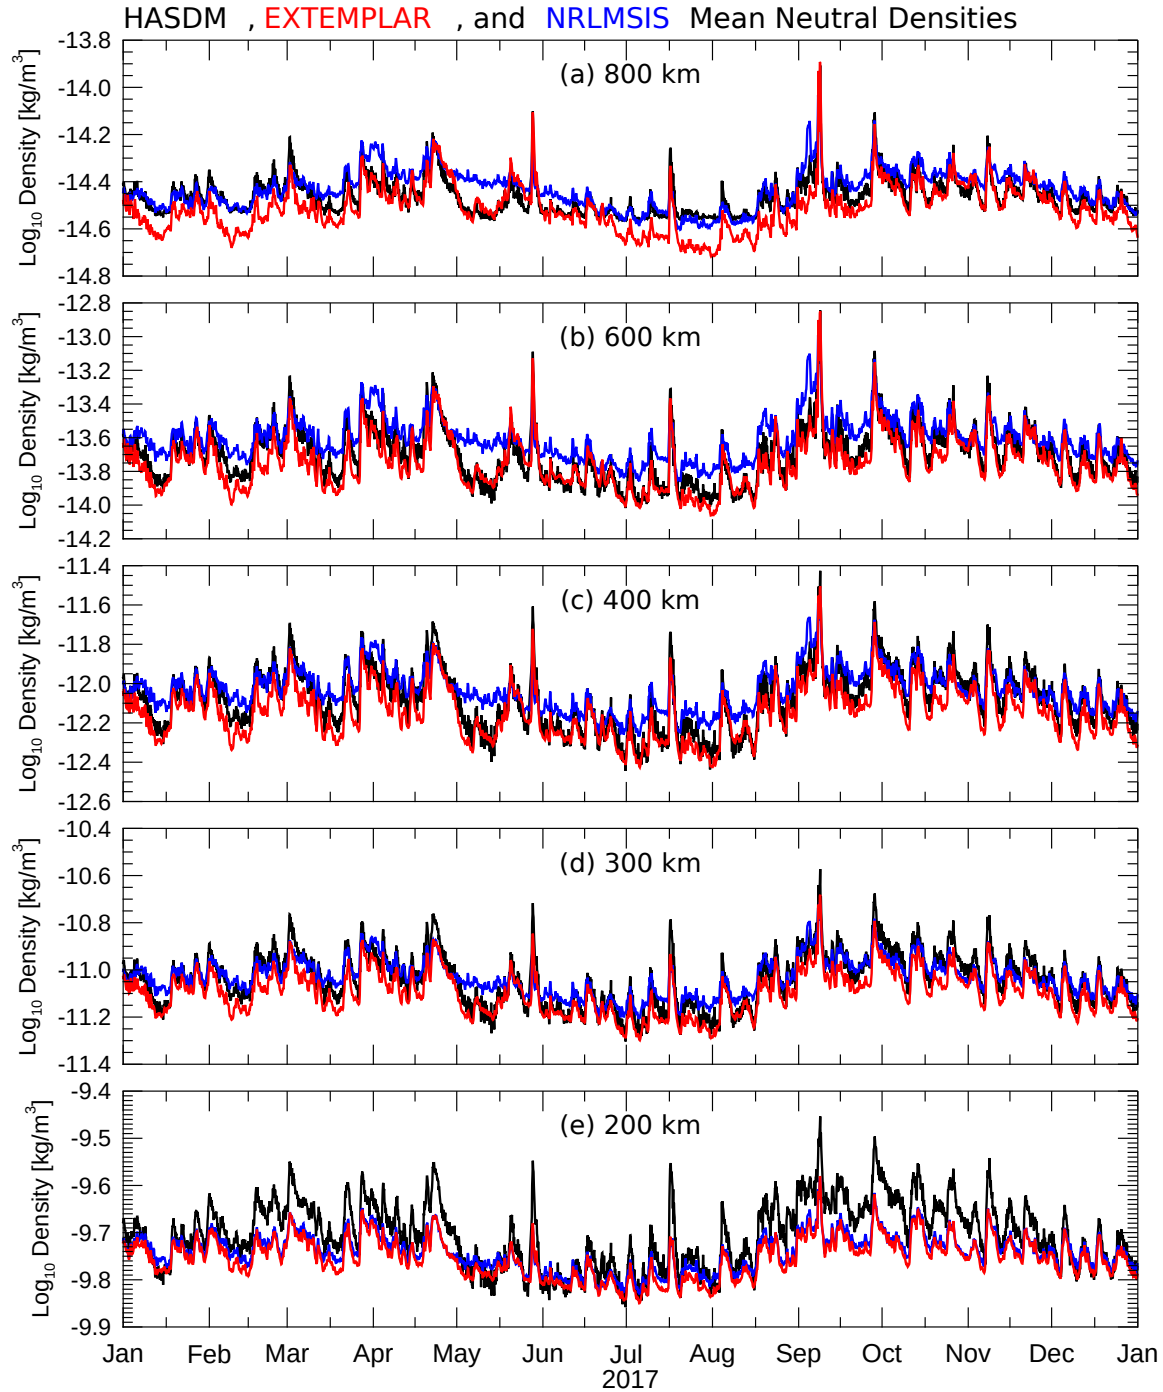 HASDM , EXTEMPLAR , and NRLMSIS Mean Neutral Densities
(a) 800 km
Log10 Density [kg/m3]
-13.8
-14.0
-14.2
-14.4
-14.6
-14.8
(b) 600 km
Log10 Density [kg/m3]
-12.8
-13.0
-13.2
-13.4
-13.6
-13.8
-14.0
-14.2
(c) 400 km
Log10 Density [kg/m3]
-11.4
-11.6
-11.8
-12.0
-12.2
-12.4
-12.6
(d) 300 km
Log10 Density [kg/m3]
-10.4
-10.6
-10.8
-11.0
-11.2
-11.4
(e) 200 km
Log10 Density [kg/m3]
-9.4
-9.5
-9.6
-9.7
-9.8
-9.9
Jan Feb Mar Apr May Jun Jul Aug Sep Oct Nov Dec Jan
2017